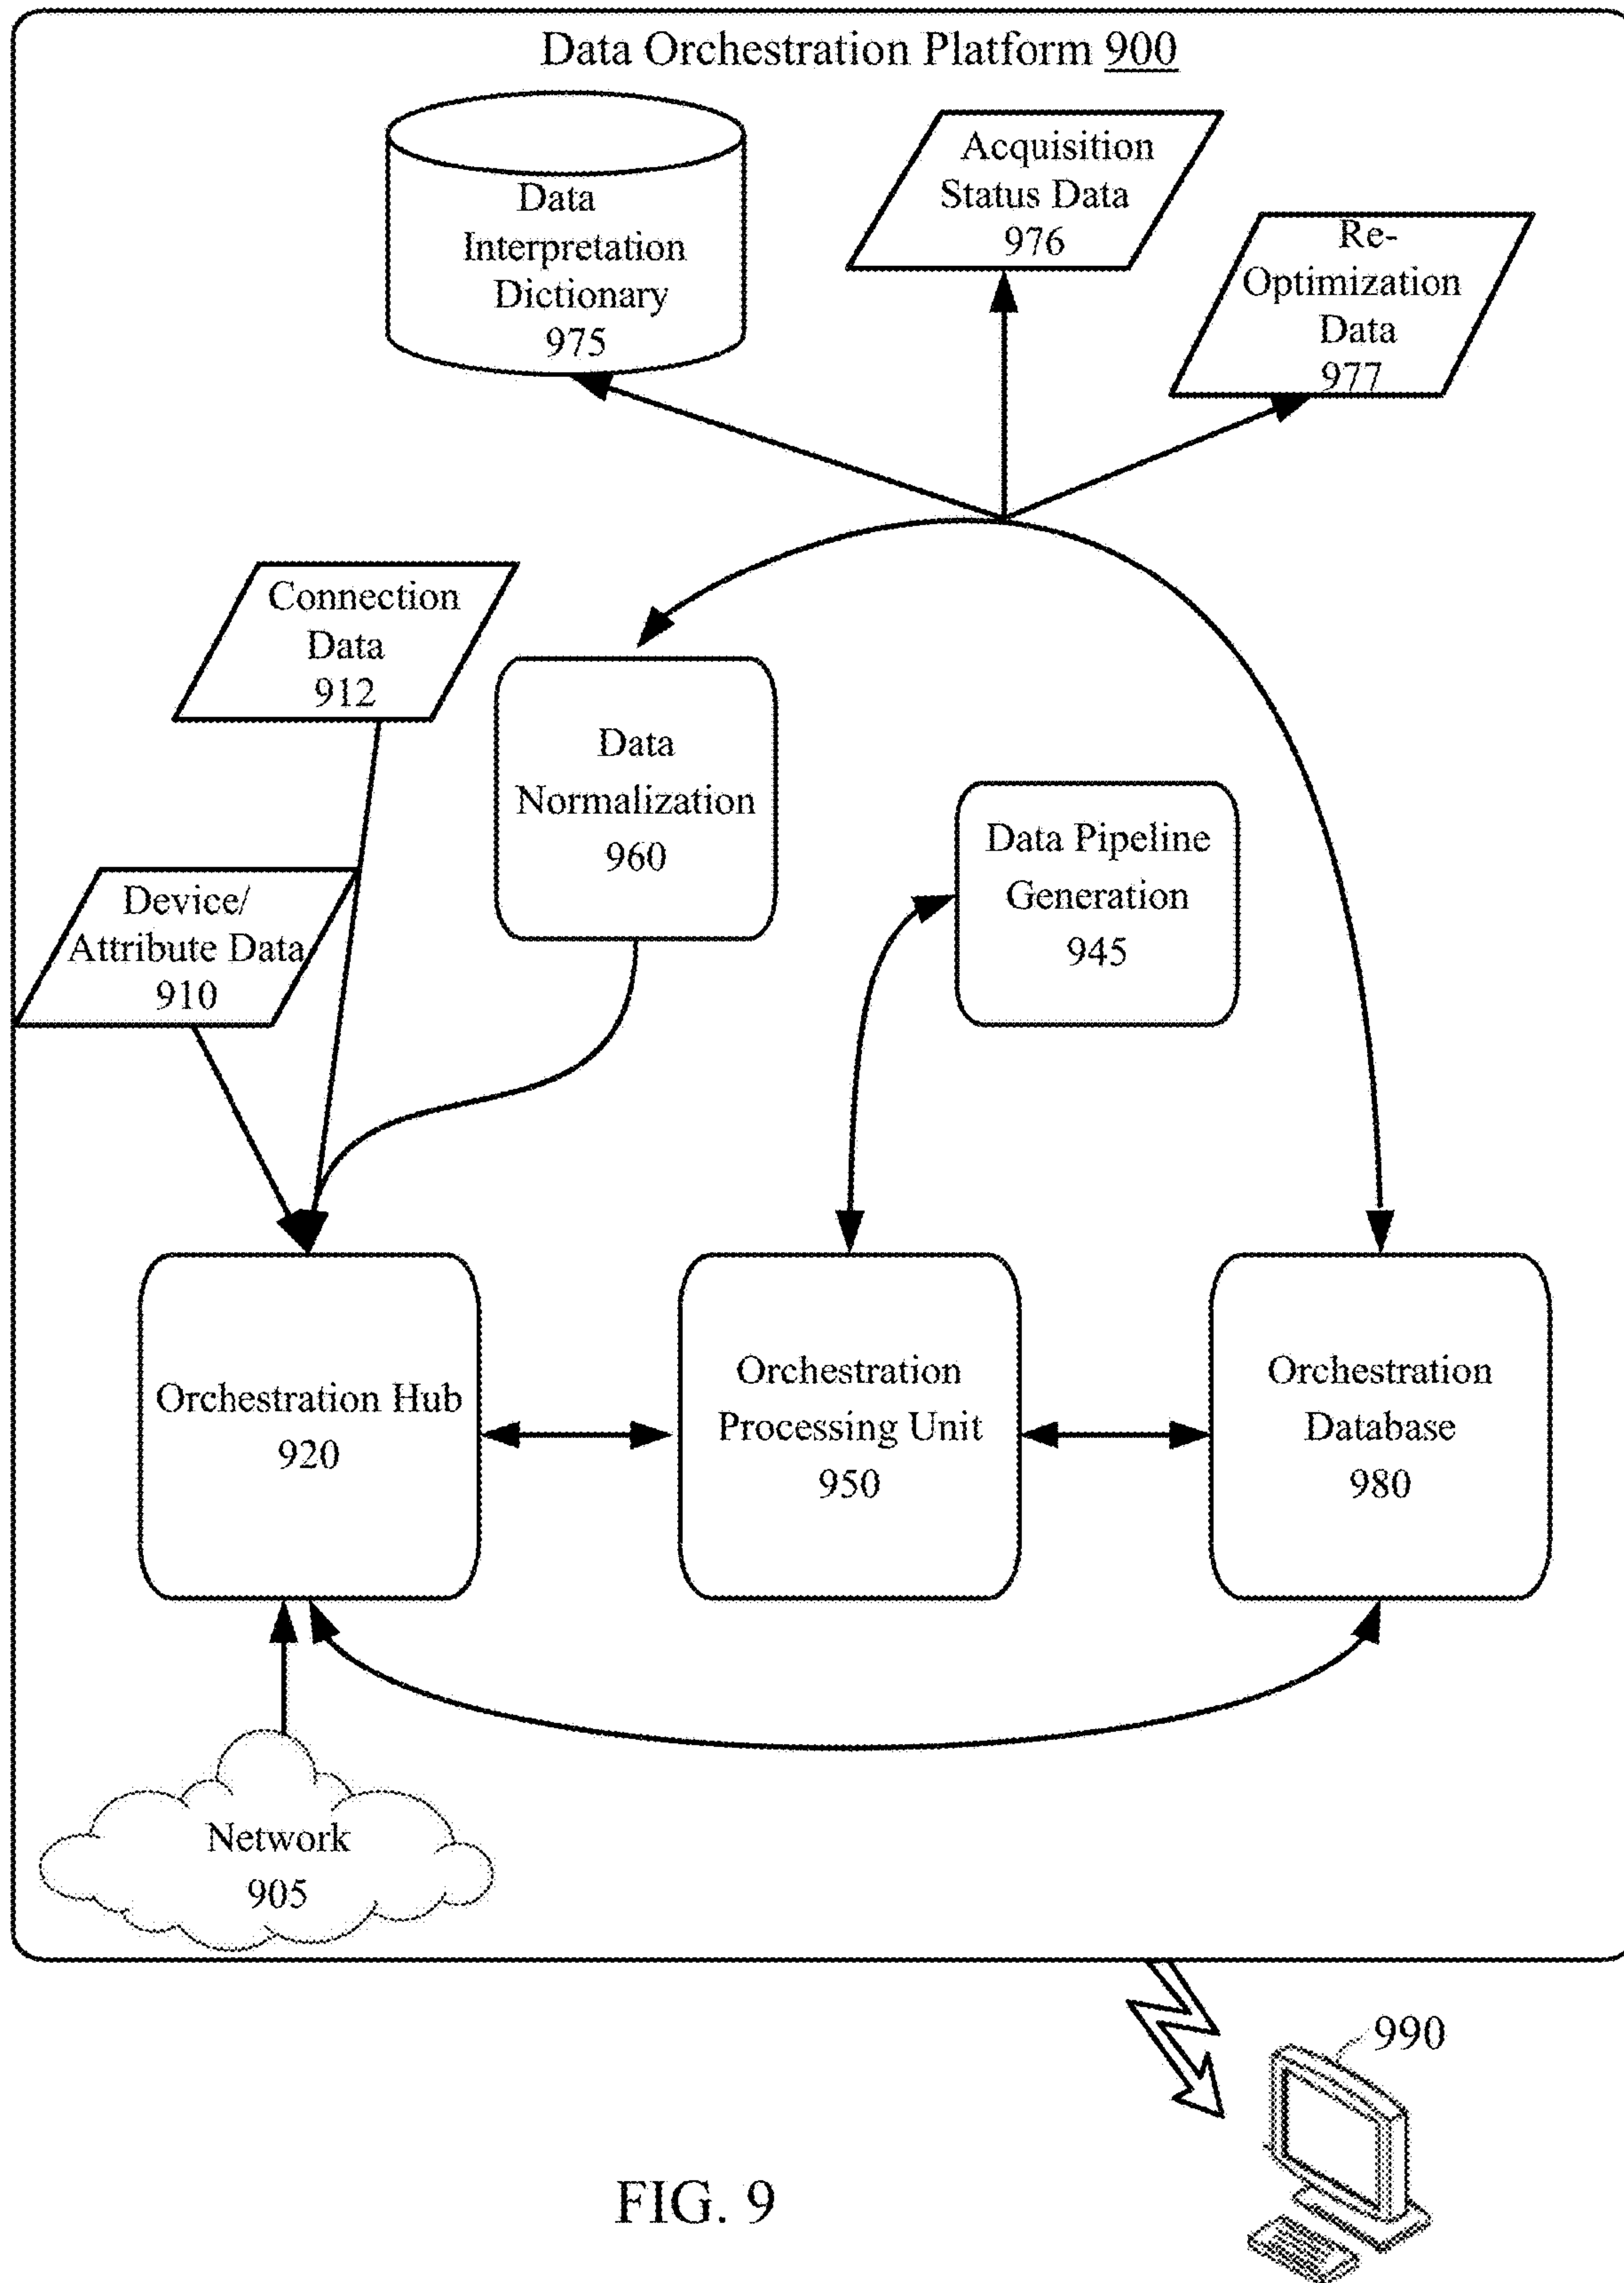 Data Orchestration Platform 900
Data
Interpretation
Dictionary
975
Acquisition
Status Data
976
Re-
Optimization
Data
977
Connection
Data
912
Data
Normalization
960
Data Pipeline
Generation
945
Device/
Attribute Data
910
Orchestration Hub
920
Orchestration
Processing Unit
950
Orchestration
Database
980
Network
905
990
FIG. 9